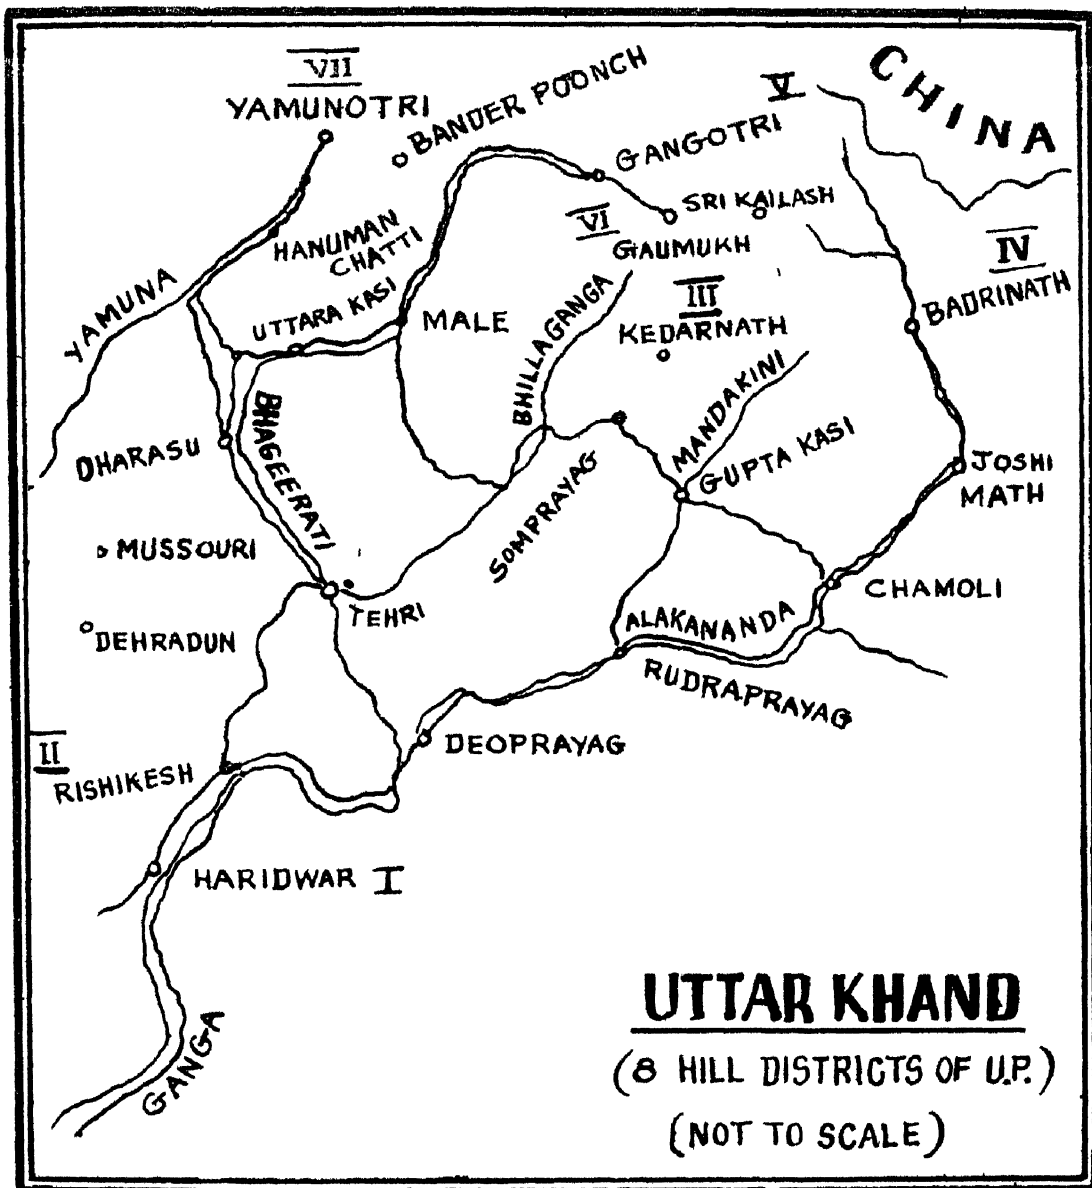 VII
YAMUNOTRI
BANDER POONCH
V
CHINA
GANGOTRI
SRI KAILASH
VI
GAUMUKH
HANUMAN
CHATTI
IV
BADRINATH
YAMUNA
UTTARA KASI
MALE
BHILLAGANGA
III
KEDARNATH
MANDAKINI
DHARASU
BHAGEERATI
GUPTA KASI
JOSHI
MATH
SOMPRAYAG
MUSSOURI
TEHRI
CHAMOLI
DEHRADUN
ALAKANANDA
RUDRAPRAYAG
II
RISHIKESH
DEOPRAYAG
HARIDWAR I
GANGA
UTTAR KHAND
(8 HILL DISTRICTS OF U.P.)
(NOT TO SCALE)